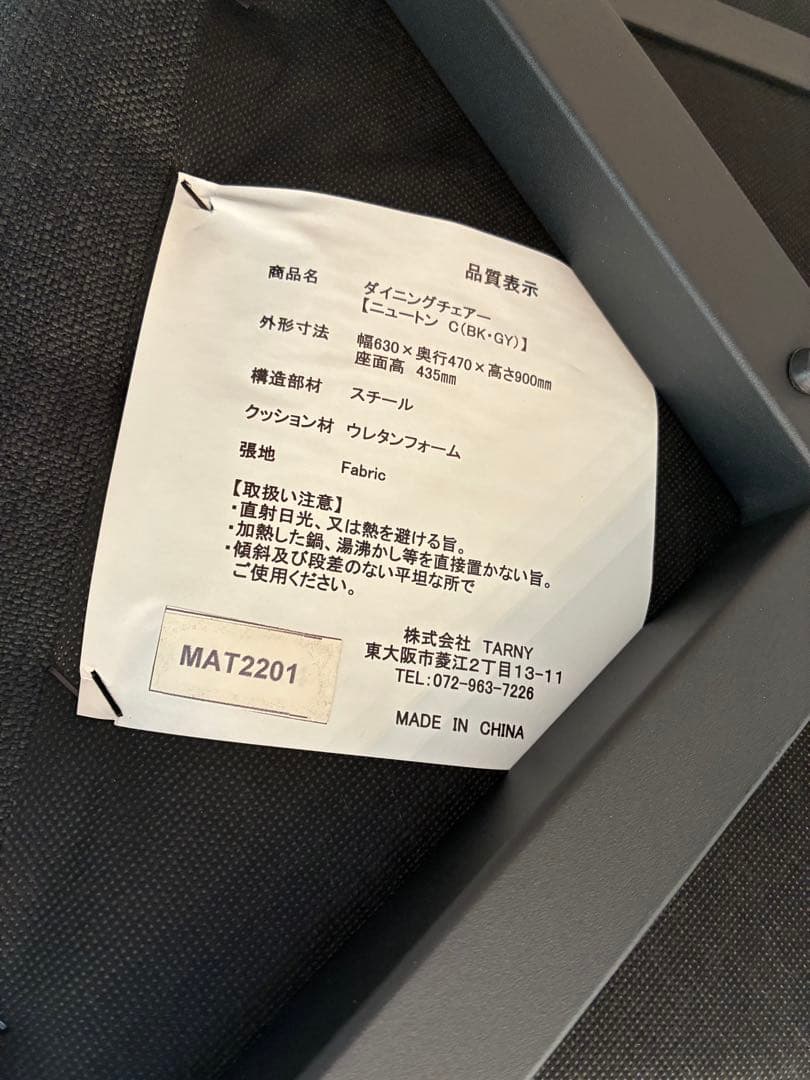 品質表示
商品名 ダイニングチェアー
【ニュートン C(BK・GY)】
外形寸法 幅630×奥行470×高さ900㎜
座面高 435㎜
構造部材 スチール
クッション材 ウレタンフォーム
張地 Fabric
【取扱い注意】
・直射日光、又は熱を避ける旨。
・加熱した鍋、湯沸かし等を直接置かない旨。
・傾斜及び段差のない平坦な所で
ご使用ください。
株式会社 TARNY
東大阪市菱江2丁目13-11
TEL:072-963-7226
MAT2201
MADE IN CHINA